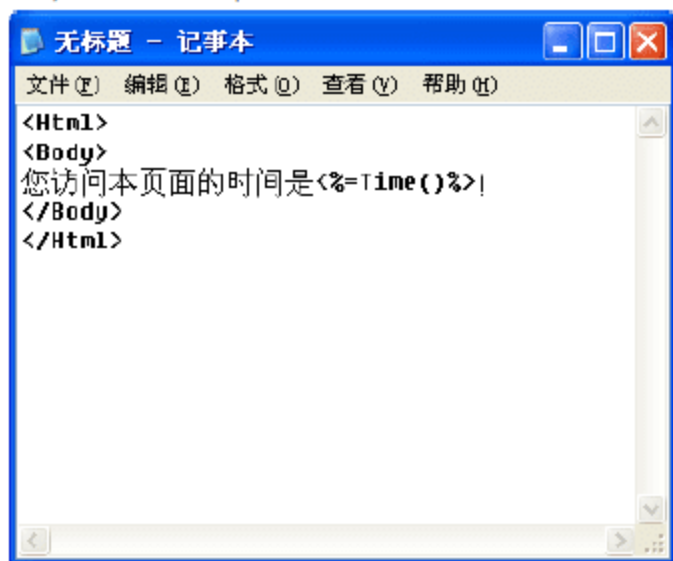 无标题 - 记事本
文件(F) 编辑(E) 格式(O) 查看(V) 帮助(H)
<Html>
<Body>
您访问本页面的时间是<%=Time()%>!
</Body>
</Html>